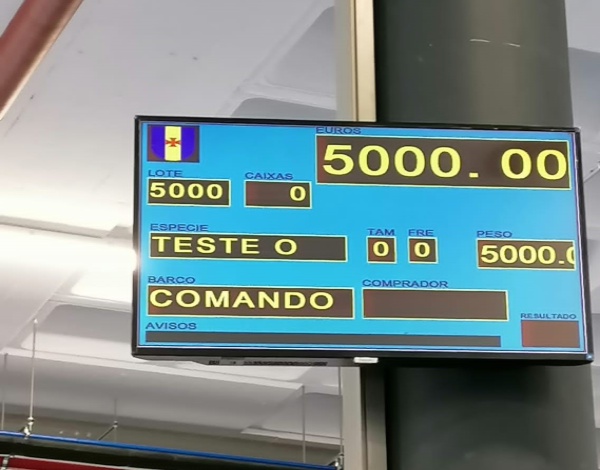 EUROS
5000. 00
LOTE
CAIXAS
5000
0
ESPECIE
TAM
FRE
PESO
TESTE O
0
0
5000.0
BARCO
COMPRADOR
COMANDO
RESULTADO
AVISOS